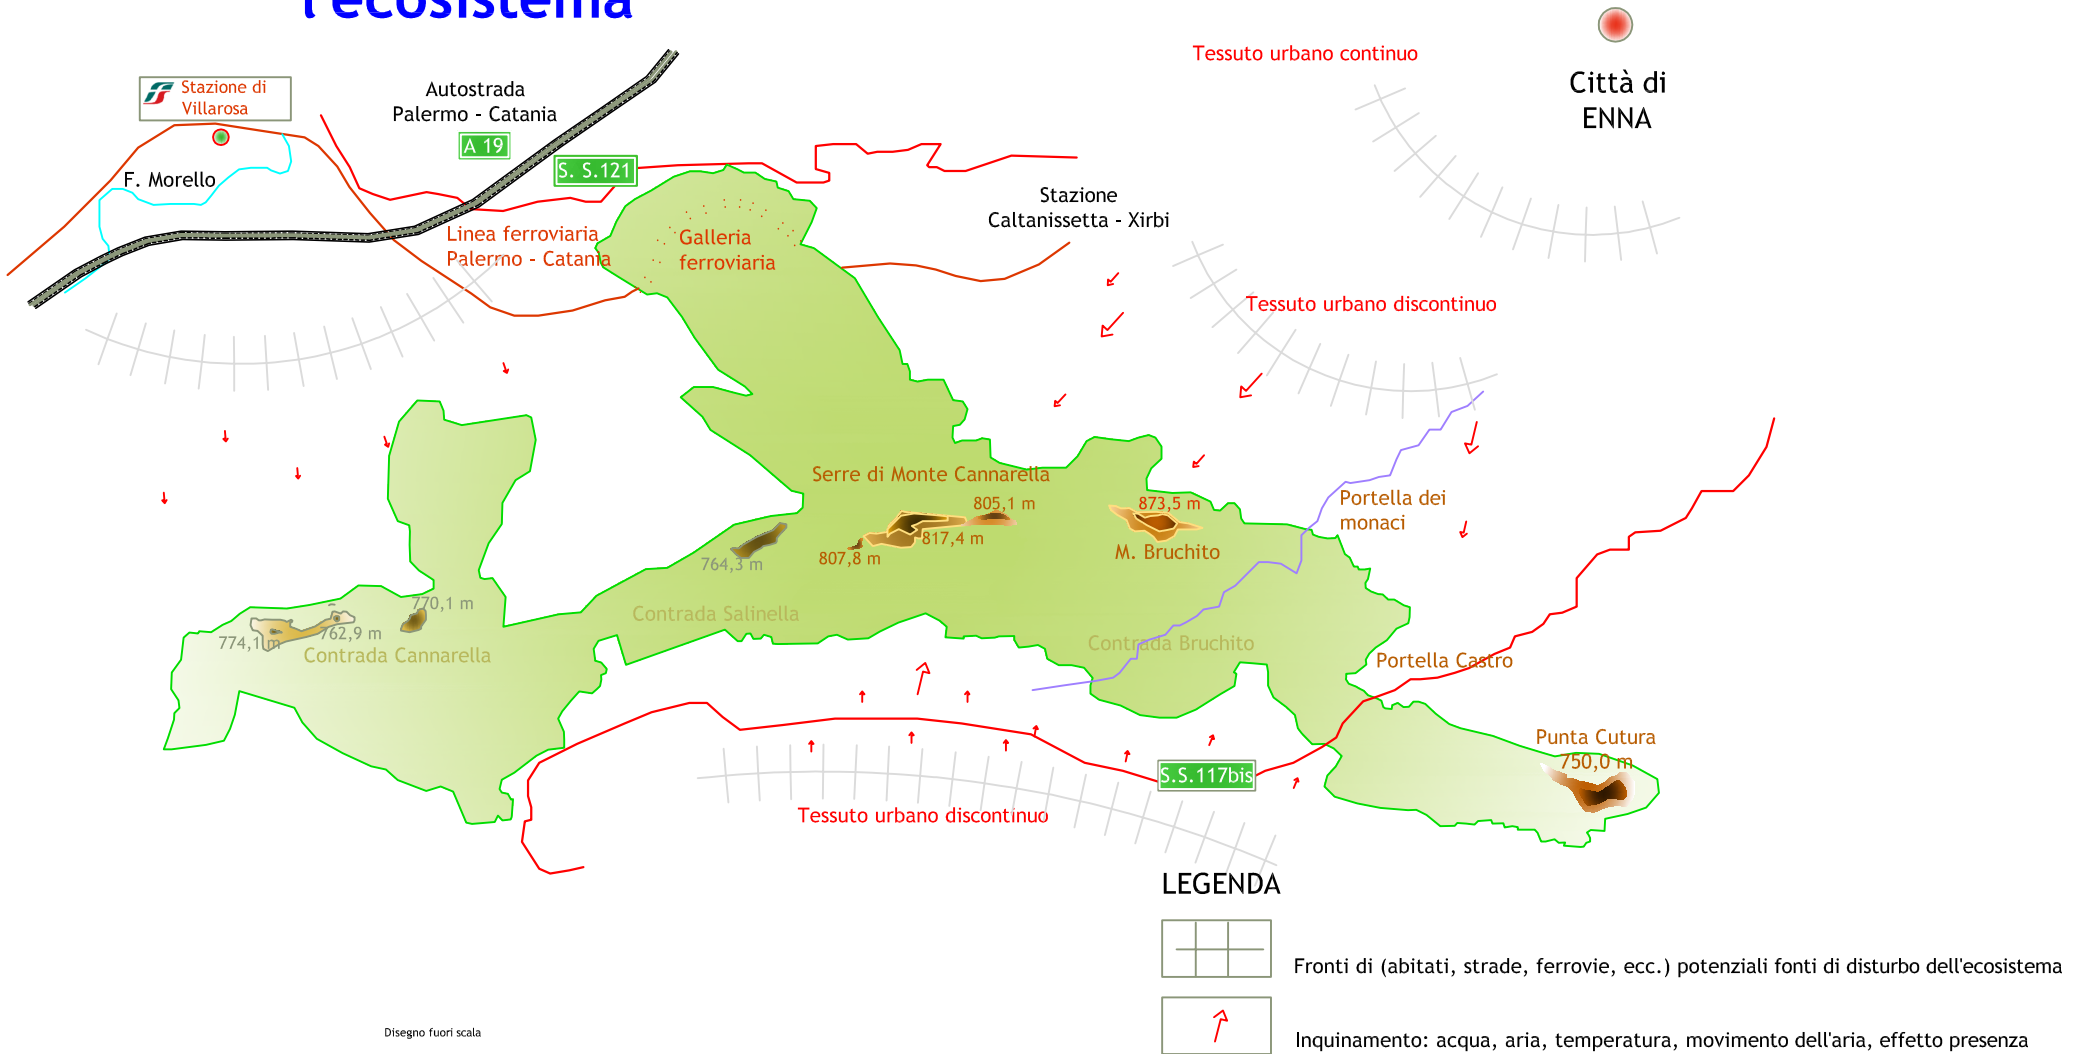 l'ecosistema
Tessuto urbano continuo
Città di
ENNA
Stazione di
Villarosa
Autostrada
Palermo - Catania
A 19
S. S.121
F. Morello
Stazione
Caltanissetta - Xirbi
Linea ferroviaria
Palermo - Catania
Galleria
ferroviaria
Tessuto urbano discontinuo
Serre di Monte Cannarella
805,1 m
873,5 m
Portella dei
monaci
817,4 m
807,8 m
764,3 m
M. Bruchito
770,1 m
762,9 m
774,1 m
Contrada Salinella
Contrada Cannarella
Contrada Bruchito
Portella Castro
Punta Cutura
750,0 m
S.S.117bis
Tessuto urbano discontinuo
LEGENDA
Fronti di (abitati, strade, ferrovie, ecc.) potenziali fonti di disturbo dell'ecosistema
Disegno fuori scala
Inquinamento: acqua, aria, temperatura, movimento dell'aria, effetto presenza